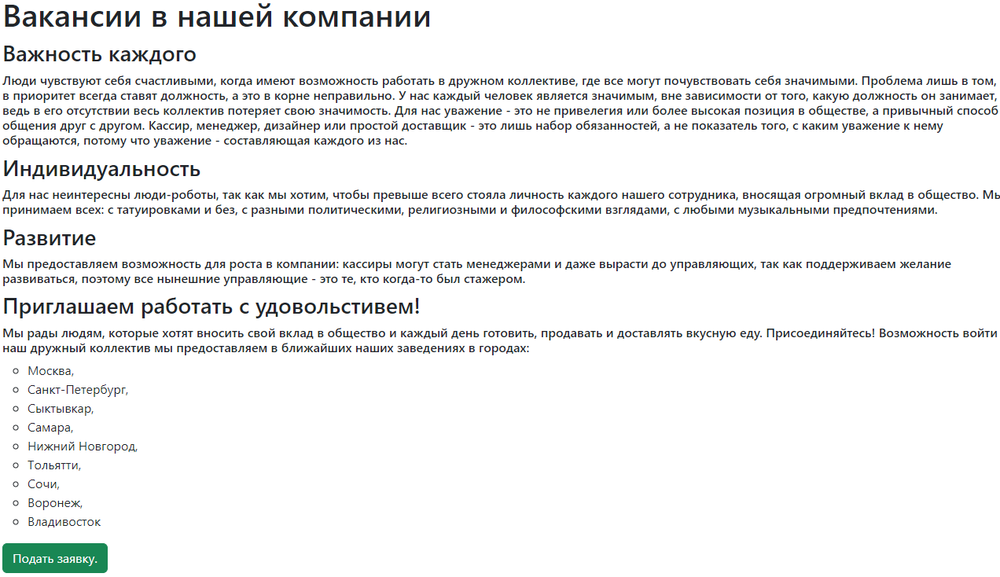 Вакансии в нашей компании
Важность каждого
Люди чувствуют себя счастливыми, когда имеют возможность работать в дружном коллективе, где все могут почувствовать себя значимыми. Проблема лишь в том,
в приоритет всегда ставят должность, а это в корне неправильно. У нас каждый человек является значимым, вне зависимости от того, какую должность он занимает,
ведь в его отсутствии весь коллектив потеряет свою значимость. Для нас уважение - это не привелегия или более высокая позиция в обществе, а привычный способ
общения друг с другом. Кассир, менеджер, дизайнер или простой доставщик - это лишь набор обязанностей, а не показатель того, с каким уважение к нему
обращаются, потому что уважение - составляющая каждого из нас.
Индивидуальность
Для нас неинтересны люди-роботы, так как мы хотим, чтобы превыше всего стояла личность каждого нашего сотрудника, вносящая огромный вклад в общество. Мы
принимаем всех: с татуировками и без, с разными политическими, религиозными и философскими взглядами, с любыми музыкальными предпочтениями.
Развитие
Мы предоставляем возможность для роста в компании: кассиры могут стать менеджерами и даже вырасти до управляющих, так как поддерживаем желание
развиваться, поэтому все нынешние управляющие - это те, кто когда-то был стажером.
Приглашаем работать с удовольстивем!
Мы рады людям, которые хотят вносить свой вклад в общество и каждый день готовить, продавать и доставлять вкусную еду. Присоединяйтесь! Возможность войти
наш дружный коллектив мы предоставляем в ближайших наших заведениях в городах:
Москва,
Санкт-Петербург,
Сыктывкар,
Самара,
Нижний Новгород,
Тольятти,
Сочи,
Воронеж,
Владивосток
Подать заявку.